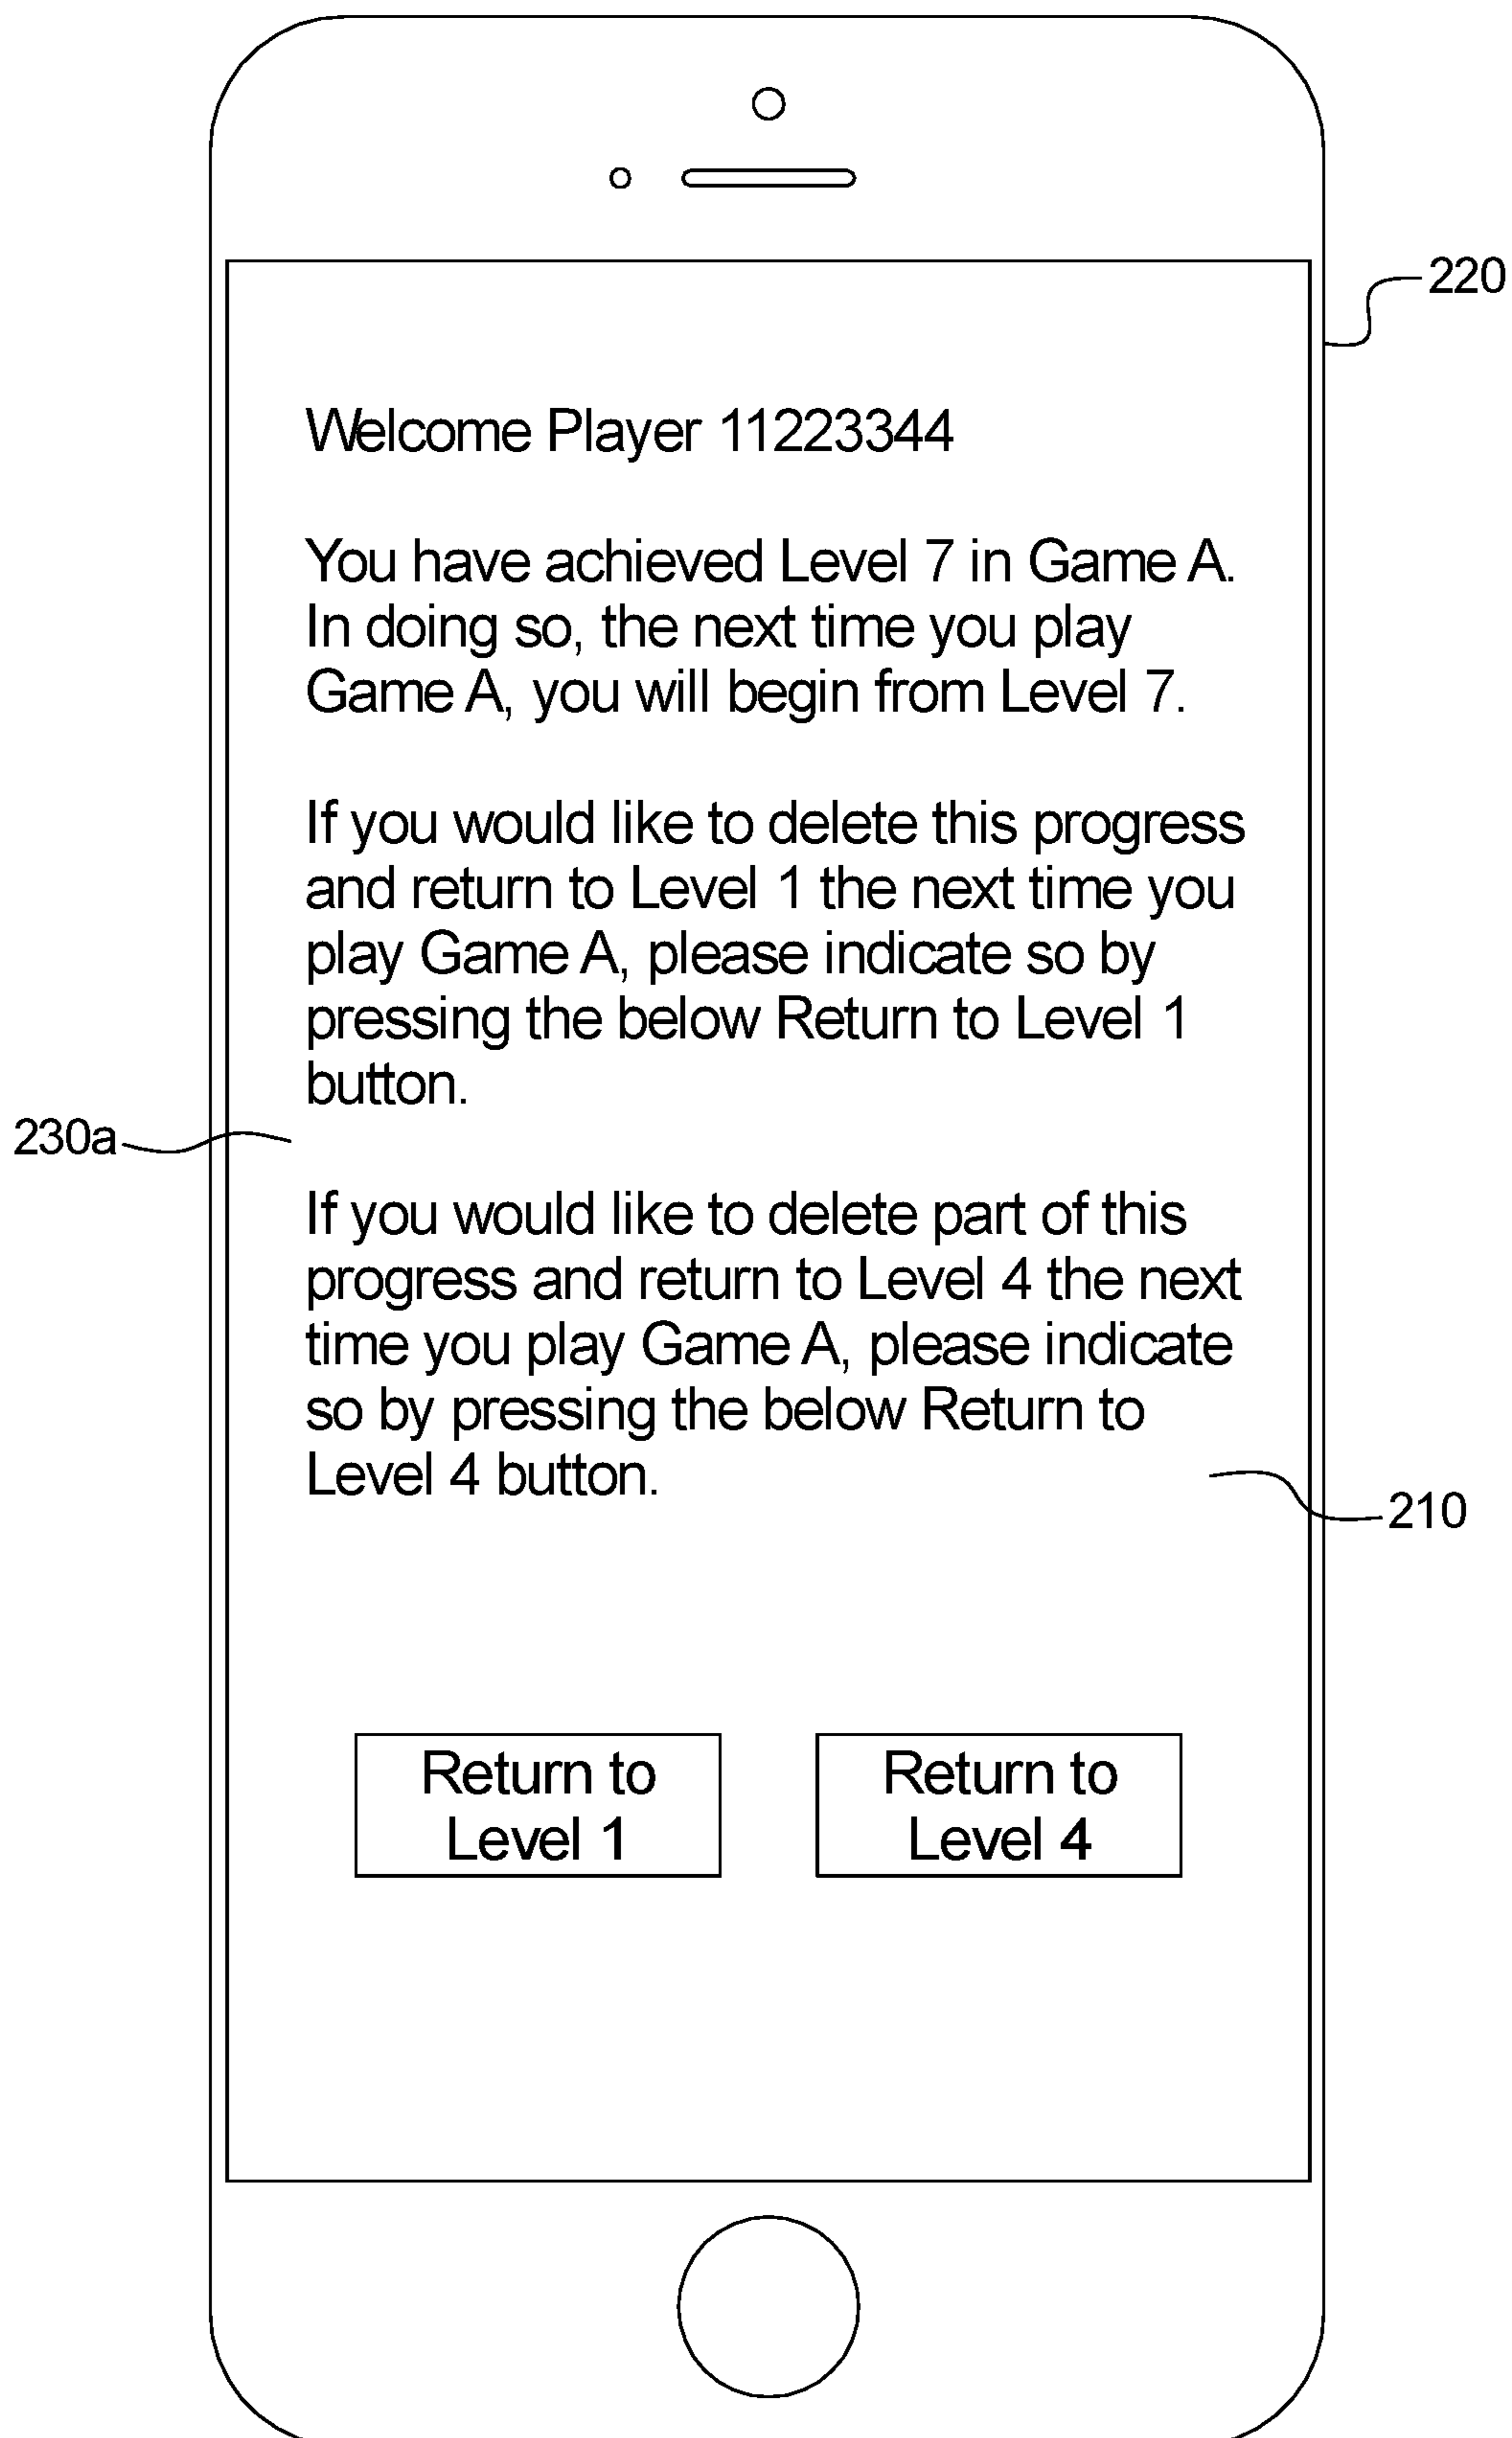 220
Welcome Player 11223344
You have achieved Level 7 in Game A.
In doing so, the next time you play
Game A, you will begin from Level 7.
If you would like to delete this progress
and return to Level 1 the next time you
play Game A, please indicate so by
pressing the below Return to Level 1
button.
230a
If you would like to delete part of this
progress and return to Level 4 the next
time you play Game A, please indicate
so by pressing the below Return to
Level 4 button.
210
Return to
Level 1
Return to
Level 4